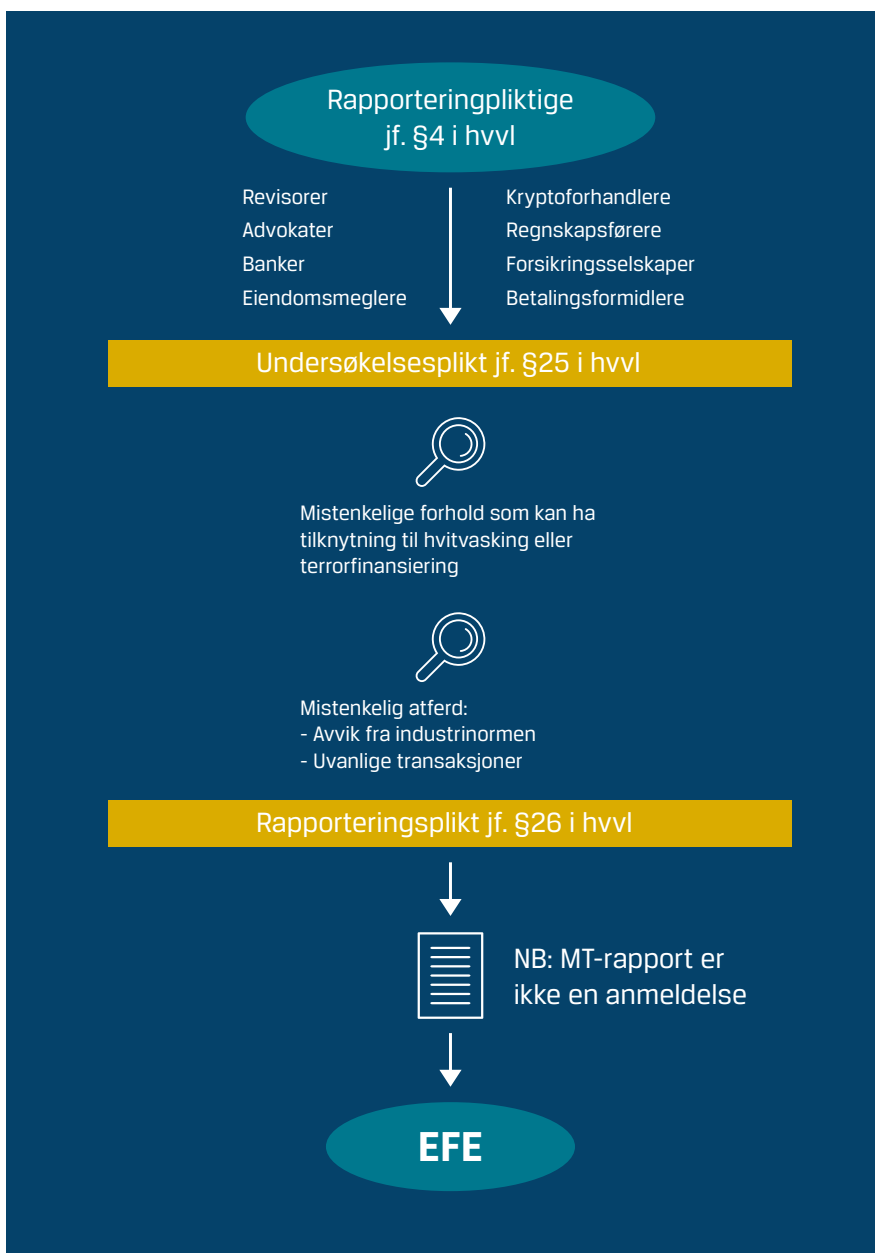 Rapporteringpliktige
jf. §4 i hvvl
Revisorer
Advokater
Banker
Eiendomsmeglere
Kryptoforhandlere
Regnskapsførere
Forsikringsselskaper
Betalingsformidlere
Undersøkelsesplikt jf. §25 i hvvl
Mistenkelige forhold som kan ha
tilknytning til hvitvasking eller
terrorfinansiering
Mistenkelig atferd:
- Avvik fra industrinormen
- Uvanlige transaksjoner
Rapporteringsplikt jf. §26 i hvvl
NB: MT-rapport er
ikke en anmeldelse
EFE